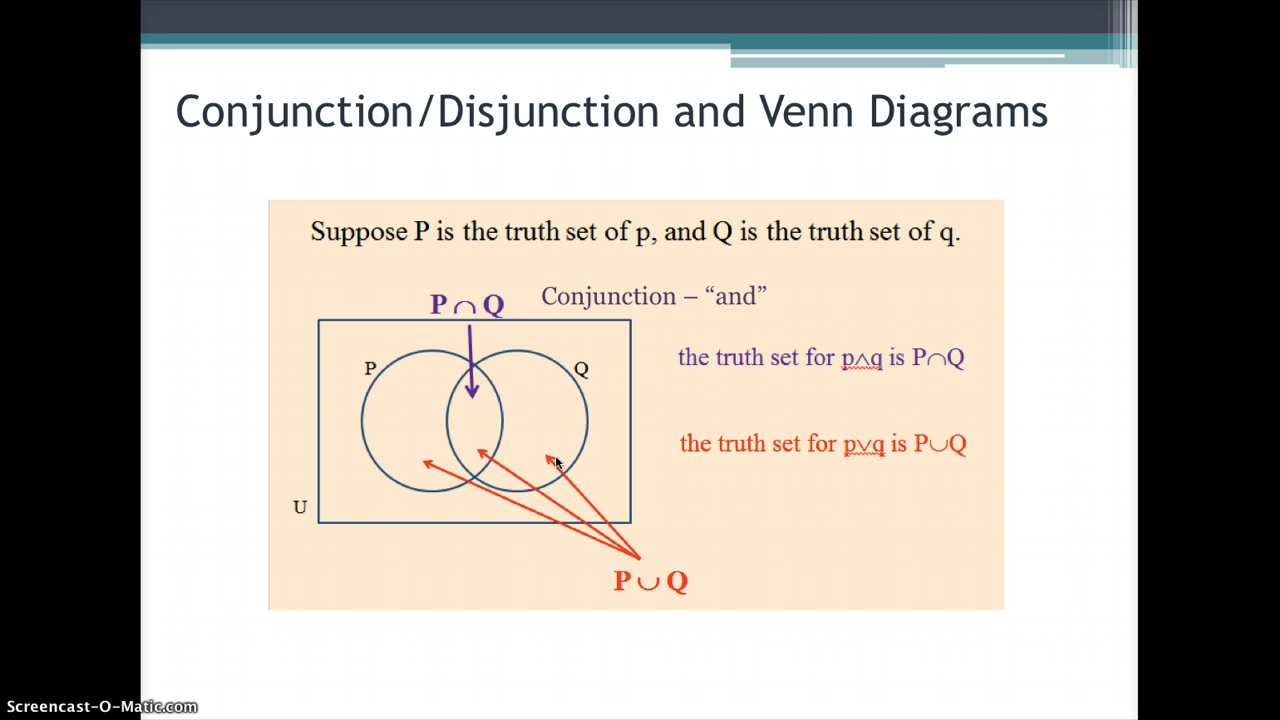 Conjunction/Disjunction and Venn Diagrams
Suppose P is the truth set of p, and Q is the truth set of q.
P ∩ Q
Conjunction – “and”
P
Q
the truth set for p∧q is P∩Q
the truth set for p∨q is P∪Q
U
P ∪ Q
Screencast-O-Matic.com